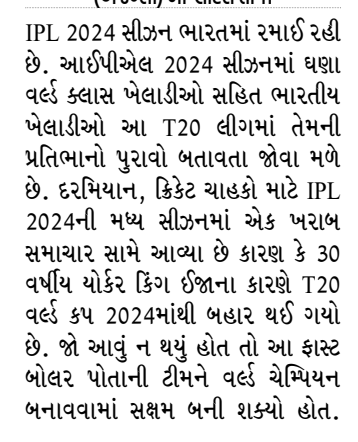 IPL 2024 સીઝન ભારતમાં રમાઈ રહી
છે. આઈપીએલ 2024 સીઝનમાં ઘણા
વર્લ્ડ ક્લાસ ખેલાડીઓ સહિત ભારતીય
ખેલાડીઓ આ T20 લીગમાં તેમની
પ્રતિભાનો પુરાવો બતાવતા જોવા મળે
છે. દરમિયાન, ક્રિકેટ ચાહકો માટે IPL
2024ની મધ્ય સીઝનમાં એક ખરાબ
સમાચાર સામે આવ્યા છે કારણ કે 30
વર્ષીય યોર્કર કિંગ ઈજાના કારણે T20
વર્લ્ડ કપ 2024માંથી બહાર થઈ ગયો
છે. જો આવું ન થયું હોત તો આ ફાસ્ટ
બોલર પોતાની ટીમને વર્લ્ડ ચેમ્પિયન
બનાવવામાં સક્ષમ બની શક્યો હોત.